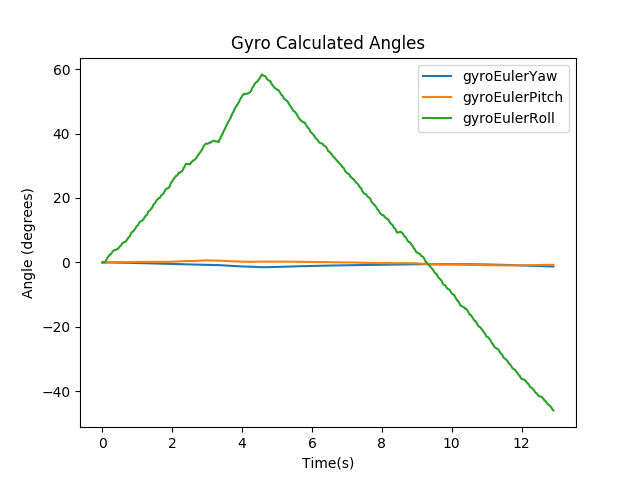 Gyro Calculated Angles
gyroEulerYaw
gyroEulerPitch
gyroEulerRoll
Angle (degrees)
60
40
20
0
−20
−40
0 2 4 6 8 10 12
Time(s)